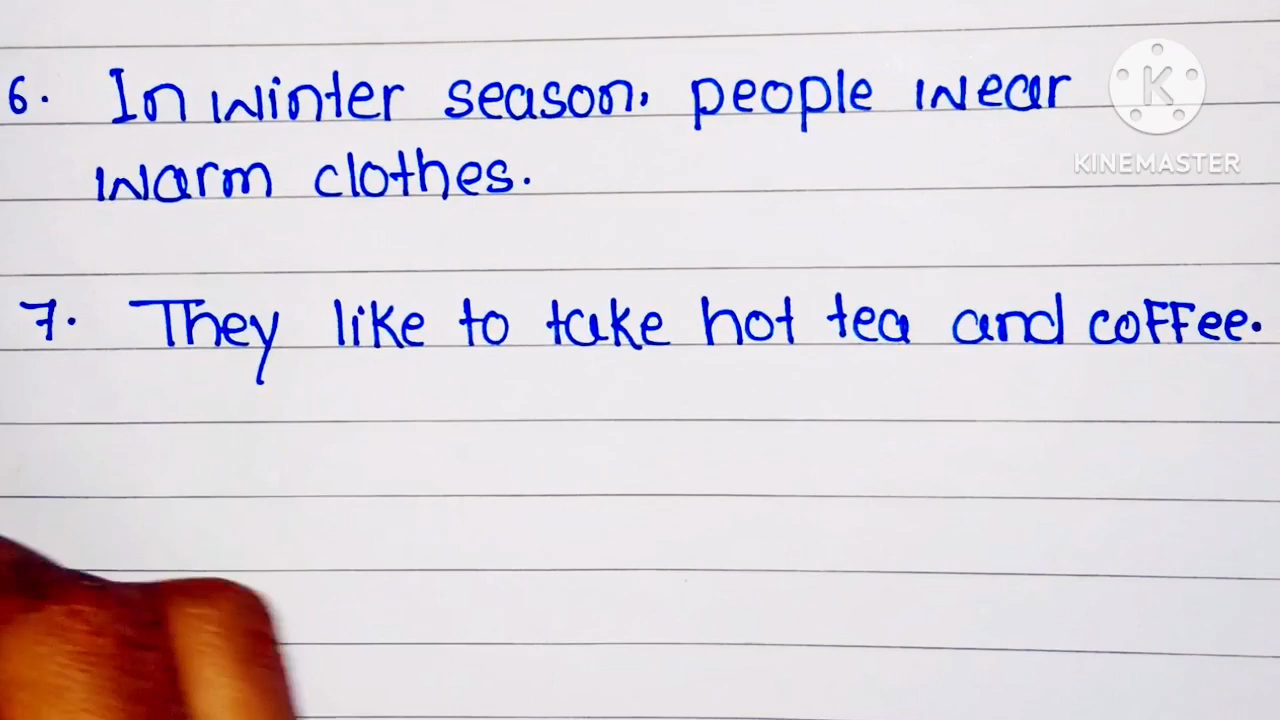 6. In winter season, people wear
warm clothes.
7. They like to take hot tea and coffee.
K
KINEMASTER